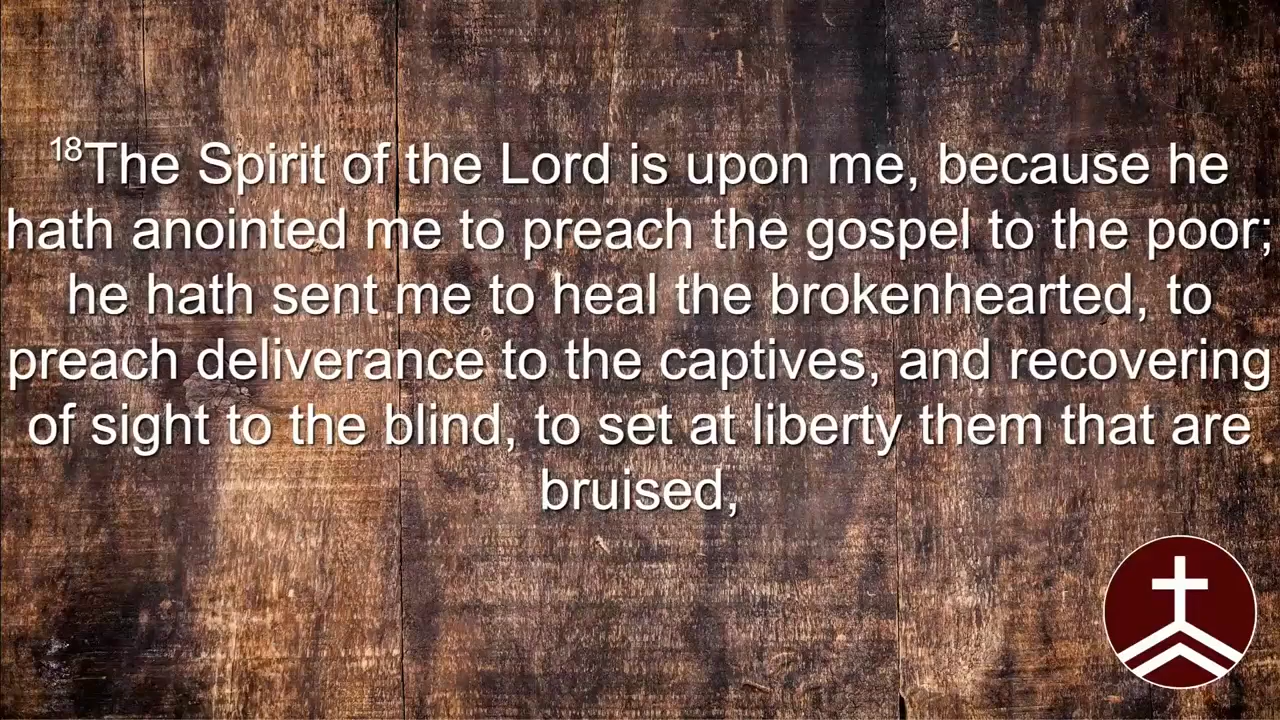 18The Spirit of the Lord is upon me, because he
hath anointed me to preach the gospel to the poor;
he hath sent me to heal the brokenhearted, to
preach deliverance to the captives, and recovering
of sight to the blind, to set at liberty them that are
bruised,